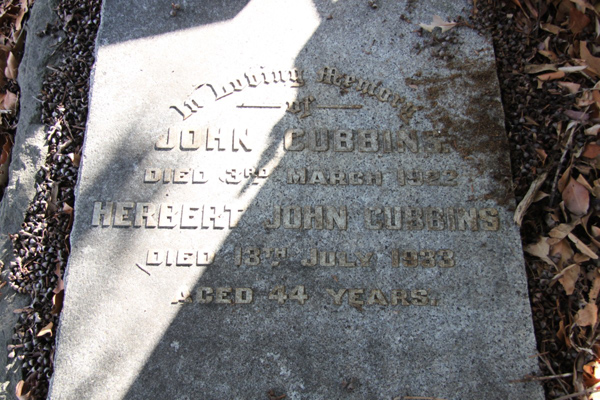 In Loving Memory
of
JOHN CUBBINS
DIED 3RD MARCH 1922
HERBERT JOHN CUBBINS
DIED 13TH JULY 1933
AGED 44 YEARS.